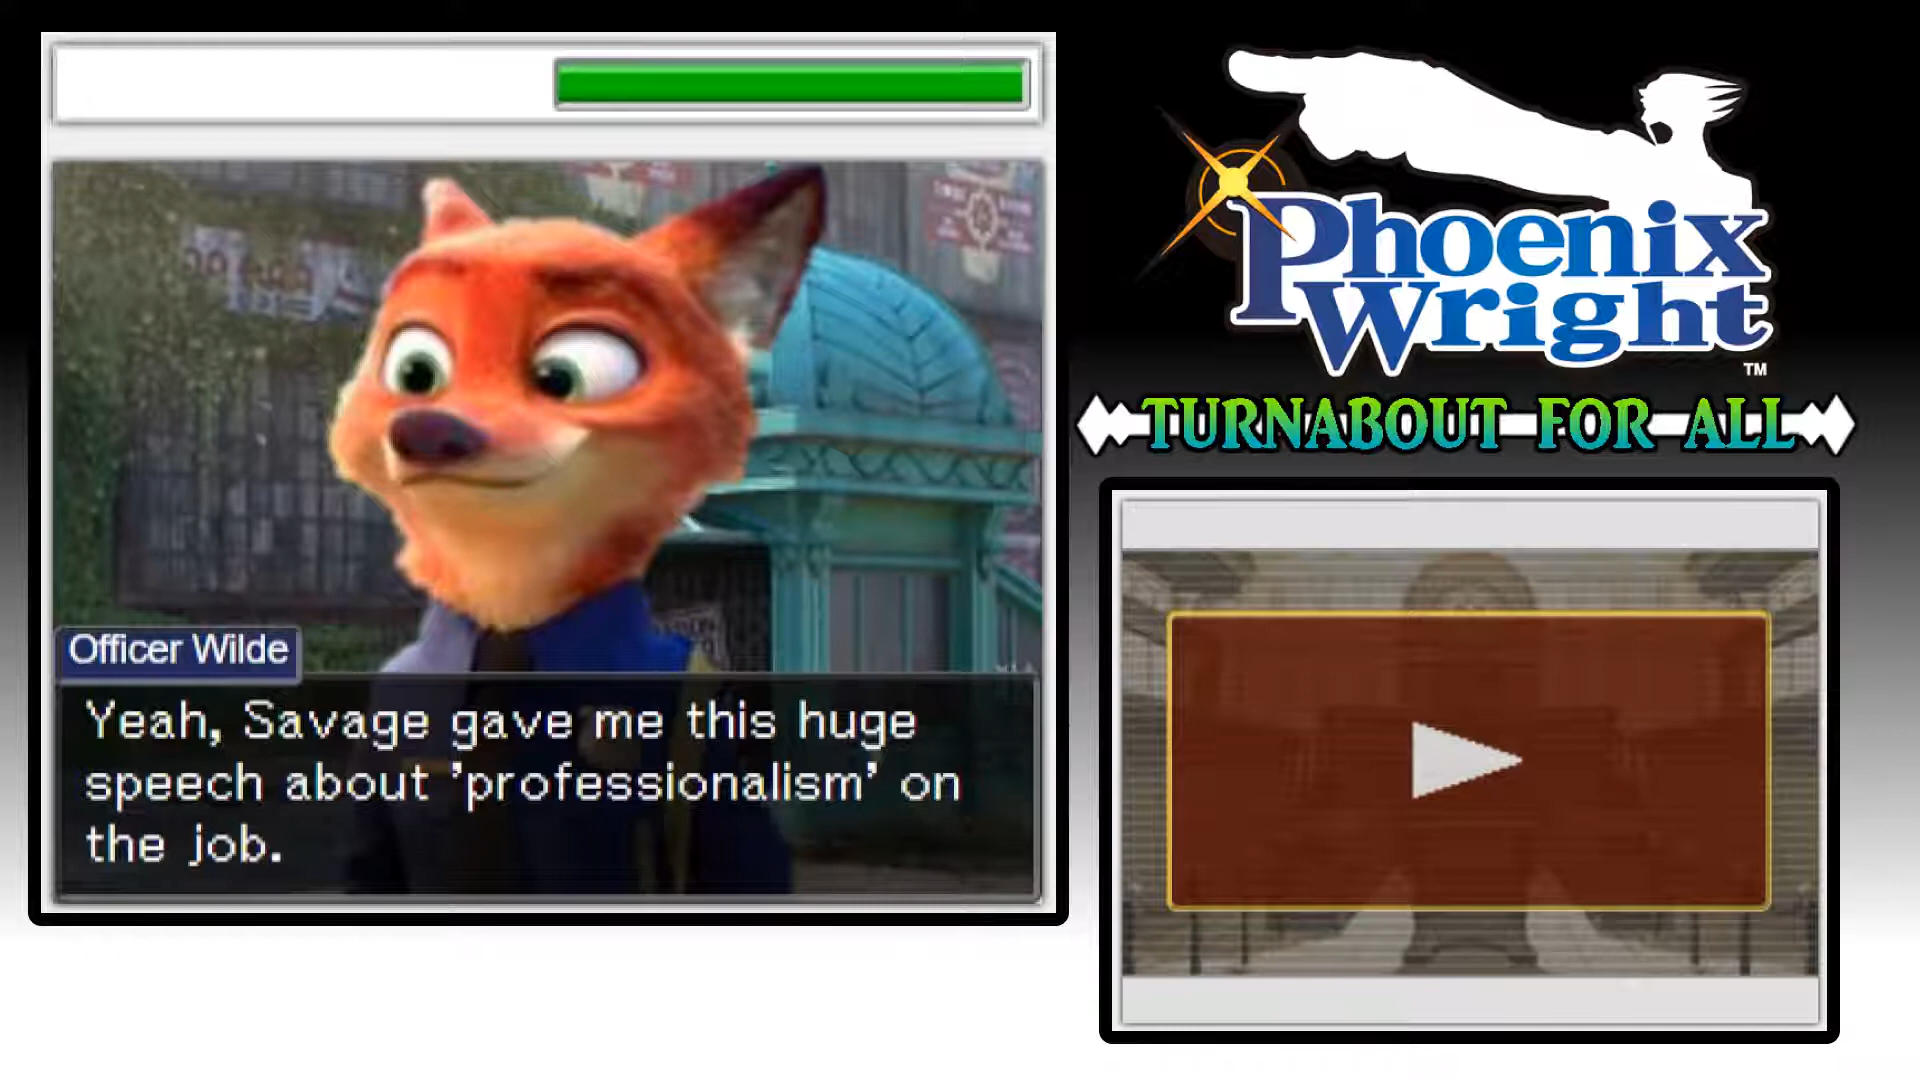 Officer Wilde
Yeah, Savage gave me this huge
speech about 'professionalism' on
the job.
Phoenix
Wright
TM
TURNABOUT FOR ALL